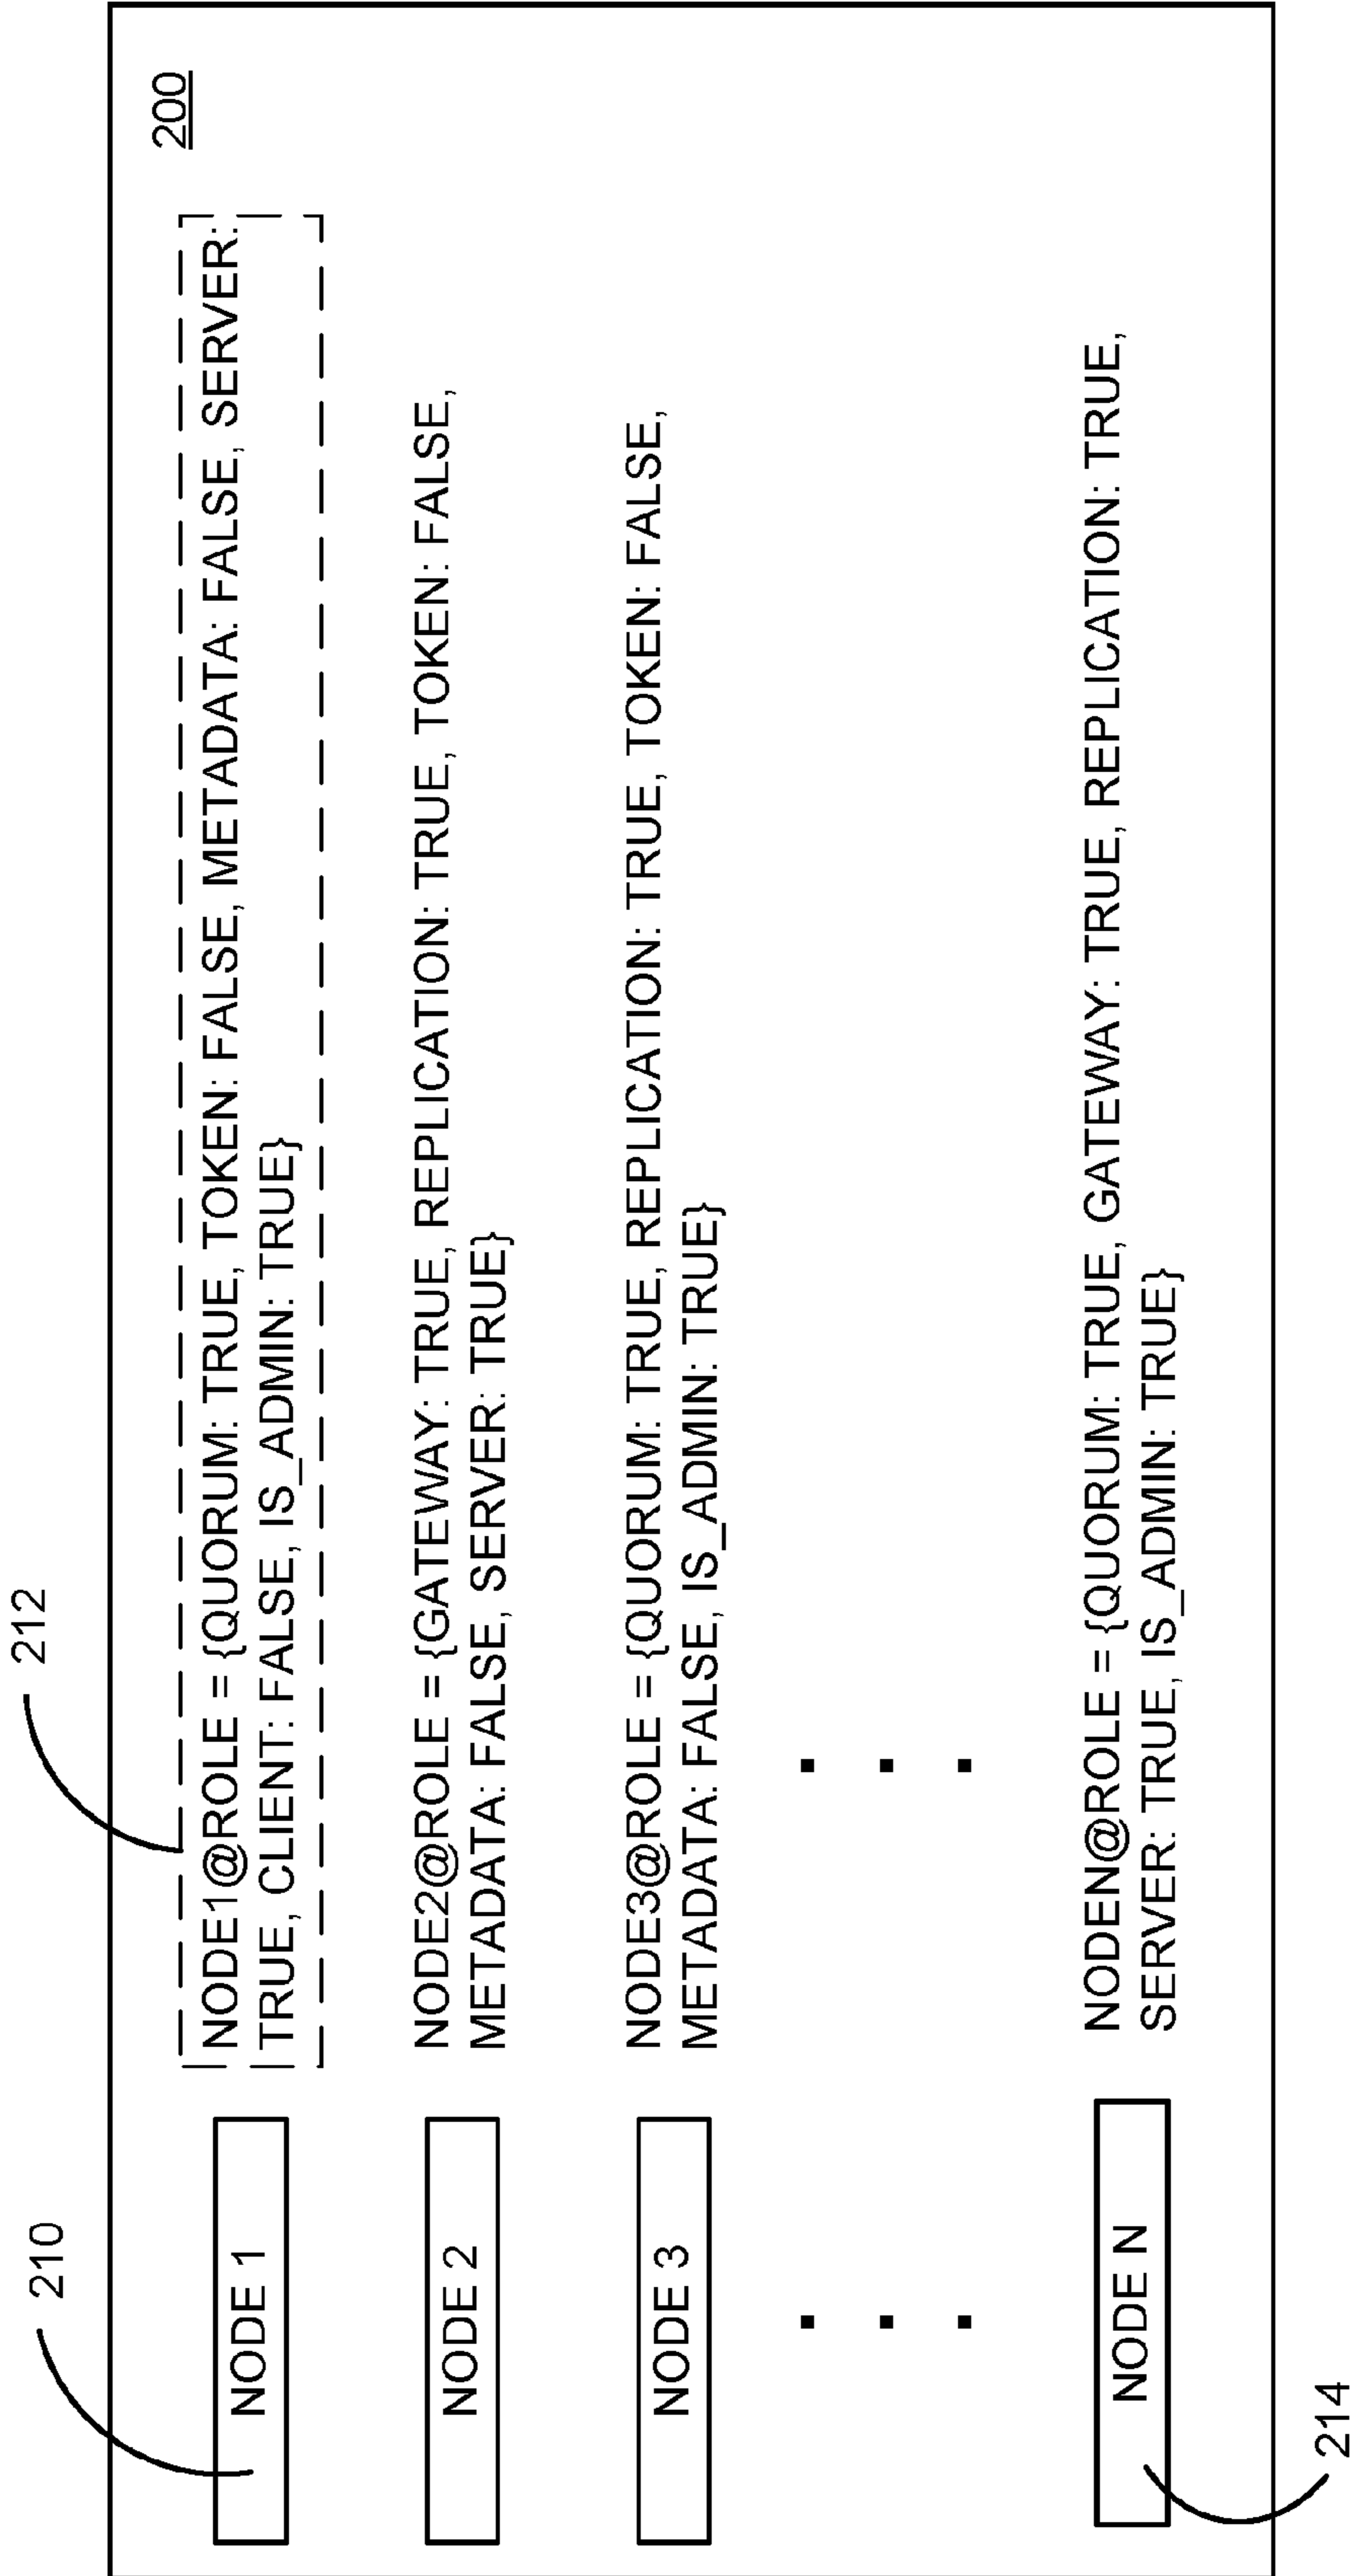 200
212
210
NODE 1
NODE1@ROLE = {QUORUM: TRUE, TOKEN: FALSE, METADATA: FALSE, SERVER:
TRUE, CLIENT: FALSE, IS_ADMIN: TRUE}
NODE 2
NODE2@ROLE = {GATEWAY: TRUE, REPLICATION: TRUE, TOKEN: FALSE,
METADATA: FALSE, SERVER: TRUE}
NODE 3
NODE3@ROLE = {QUORUM: TRUE, REPLICATION: TRUE, TOKEN: FALSE,
METADATA: FALSE, IS_ADMIN: TRUE}
NODE N
NODEN@ROLE = {QUORUM: TRUE, GATEWAY: TRUE, REPLICATION: TRUE,
SERVER: TRUE, IS_ADMIN: TRUE}
214